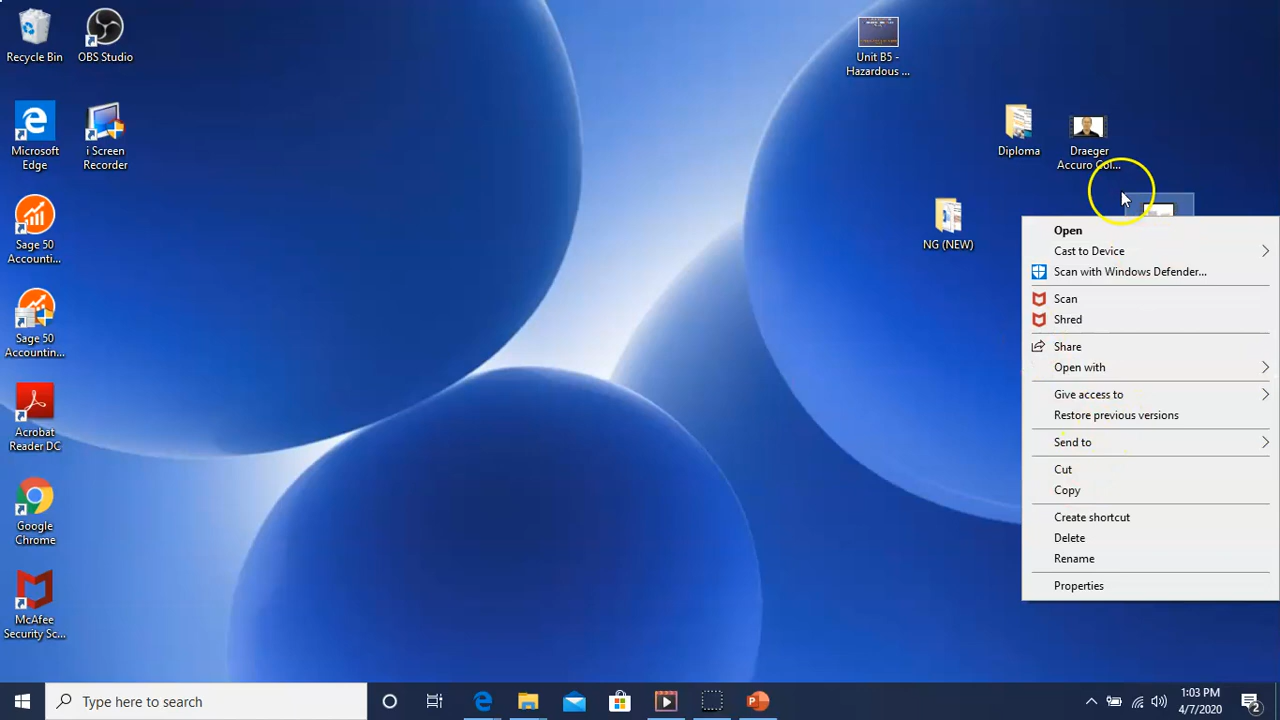 Recycle Bin
OBS Studio
Microsoft
Edge
i Screen
Recorder
Sage 50
Accounti...
Sage 50
Accounting...
Acrobat
Reader DC
Google
Chrome
McAfee
Security Sc...
Unit B5 -
Hazardous ...
Diploma
Draeger
Accuro Col...
NG (NEW)
Open
Cast to Device
Scan with Windows Defender...
Scan
Shred
Share
Open with
Give access to
Restore previous versions
Send to
Cut
Copy
Create shortcut
Delete
Rename
Properties
Type here to search
1:03 PM
4/7/2020
2